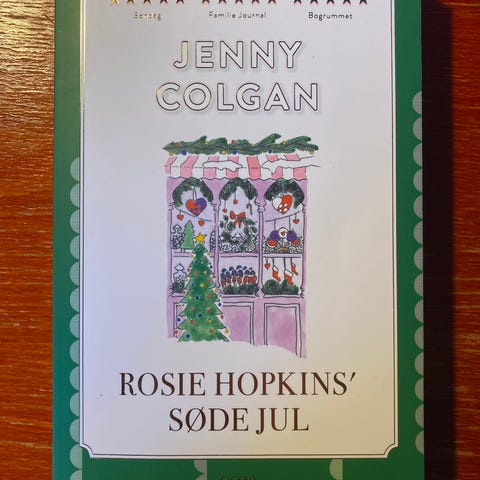 ★★★★★ ★★★★★ ★★★★★
Søndag Familie Journal Bogrummet
JENNY
COLGAN
ROSIE HOPKINS'
SØDE JUL